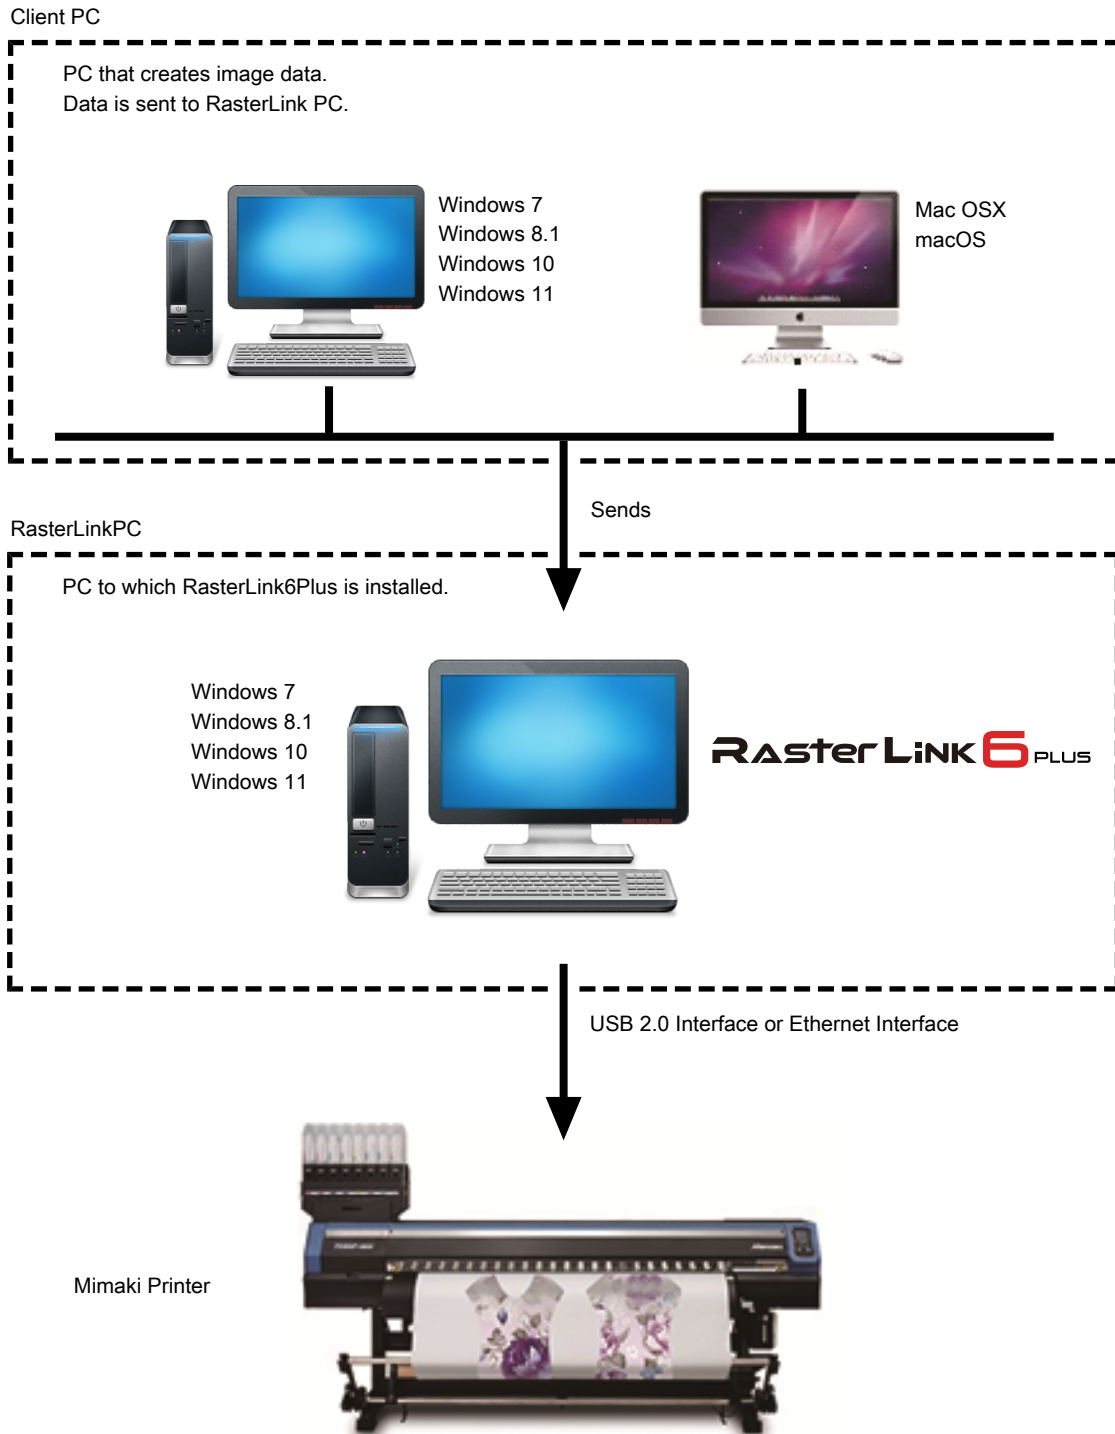 Client PC
PC that creates image data.
Data is sent to RasterLink PC.
Windows 7
Windows 8.1
Windows 10
Windows 11
Mac OSX
macOS
Sends
RasterLinkPC
PC to which RasterLink6Plus is installed.
Windows 7
Windows 8.1
Windows 10
Windows 11
RasterLink 6 PLUS
USB 2.0 Interface or Ethernet Interface
Mimaki Printer